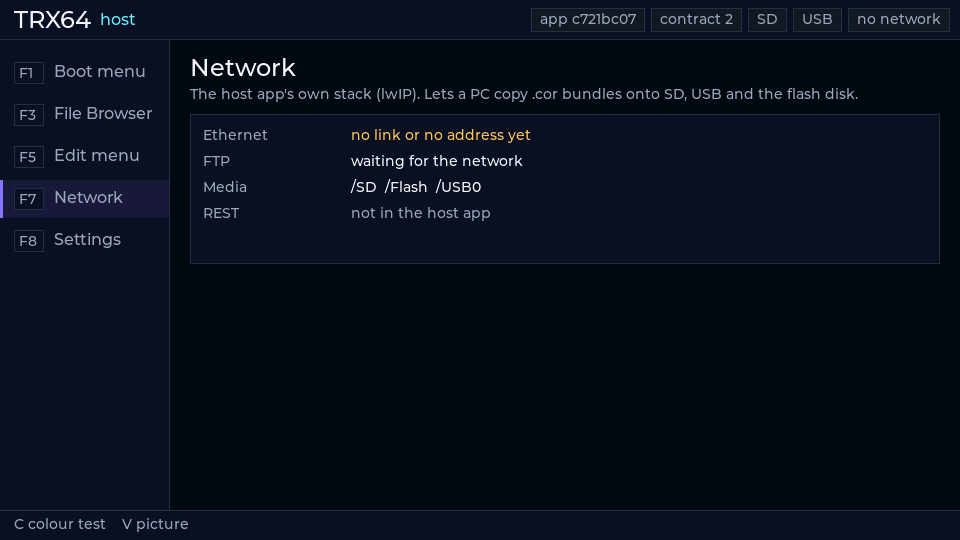 TRX64 host
app c721bc07 contract 2 SD USB no network
F1 Boot menu
F3 File Browser
F5 Edit menu
F7 Network
F8 Settings
Network
The host app's own stack (lwIP). Lets a PC copy .cor bundles onto SD, USB and the flash disk.
Ethernet no link or no address yet
FTP waiting for the network
Media /SD /Flash /USB0
REST not in the host app
C colour test V picture